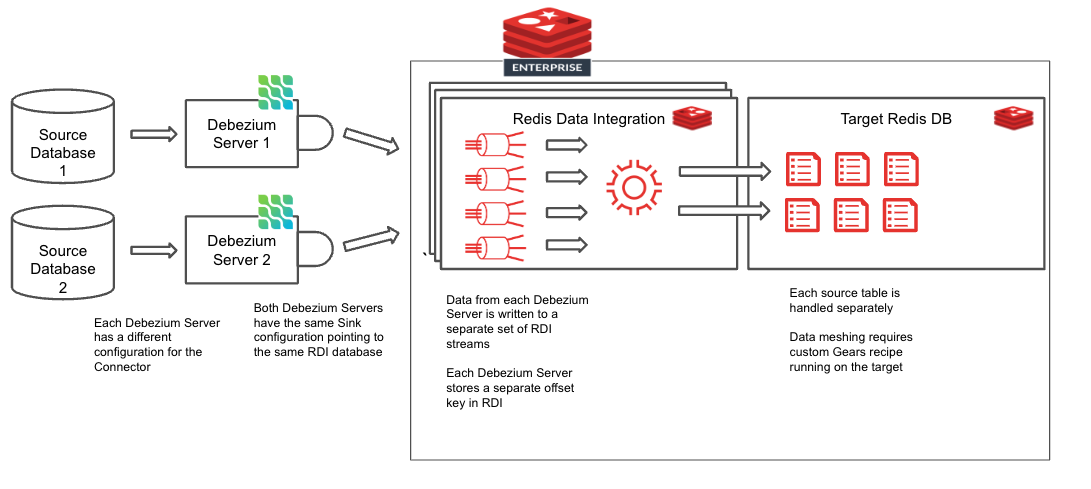 ENTERPRISE
Source
Database
1
Debezium
Server 1
Redis Data Integration
Target Redis DB
Source
Database
2
Debezium
Server 2
`
Each Debezium Server
has a different
configuration for the
Connector
Both Debezium Servers
have the same Sink
configuration pointing to
the same RDI database
Data from each Debezium
Server is written to a
separate set of RDI
streams
Each Debezium Server
stores a separate offset
key in RDI
Each source table is
handled separately
Data meshing requires
custom Gears recipe
running on the target